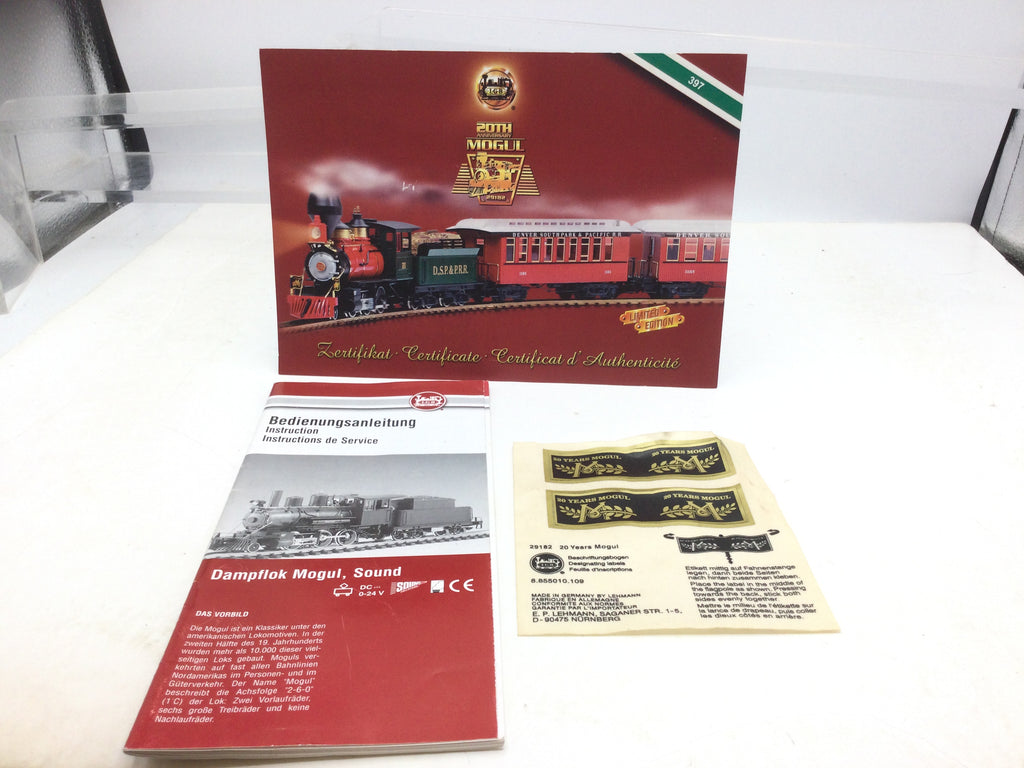 397
LGB
20TH
ANNIVERSARY
MOGUL
29182
DENVER SOUTH PARK & PACIFIC R.R.
D.S.P.&P.R.R.
LIMITED
EDITION
Zertifikat · Certificate · Certificat d'Authenticité
LGB
Bedienungsanleitung
Instruction
Instructions de Service
Dampflok Mogul, Sound
DC
0-24 V
CE
DAS VORBILD
Die Mogul ist ein Klassiker unter den
amerikanischen Lokomotiven. In der
zweiten Hälfte des 19. Jahrhunderts
wurden mehr als 10.000 dieser viel-
seitigen Loks gebaut. Moguls ver-
kehrten auf fast allen Bahnlinien
Nordamerikas im Personen- und im
Güterverkehr. Der Name "Mogul"
beschreibt die Achsfolge "2-6-0"
(1'C) der Lok: Zwei Vorlaufräder,
sechs große Treibräder und keine
Nachlaufräder.
20 YEARS MOGUL 20 YEARS MOGUL
M M
20 YEARS MOGUL 20 YEARS MOGUL
M M
29182 20 Years Mogul
LGB
Beschriftungsbogen
Designating labels
Feuille d'inscriptions
8.855010.109
MADE IN GERMANY BY LEHMANN
FABRIQUE EN ALLEMAGNE
CONFORMITE AUX NORMES
GARANTIE PAR L'IMPORTATEUR
E. P. LEHMANN, SAGANER STR. 1-5,
D-90475 NÜRNBERG
Etikett mittig auf Fahnenstange
legen, dann beide Seiten
nach hinten zusammen kleben.
Place the label in the middle of
the flagpole as shown. Pressing
towards the back, stick both
sides evenly together.
Mettre le milieu de l'étikette sur
la lance de drapeau, puis coller
les dieux côtés en arrière.